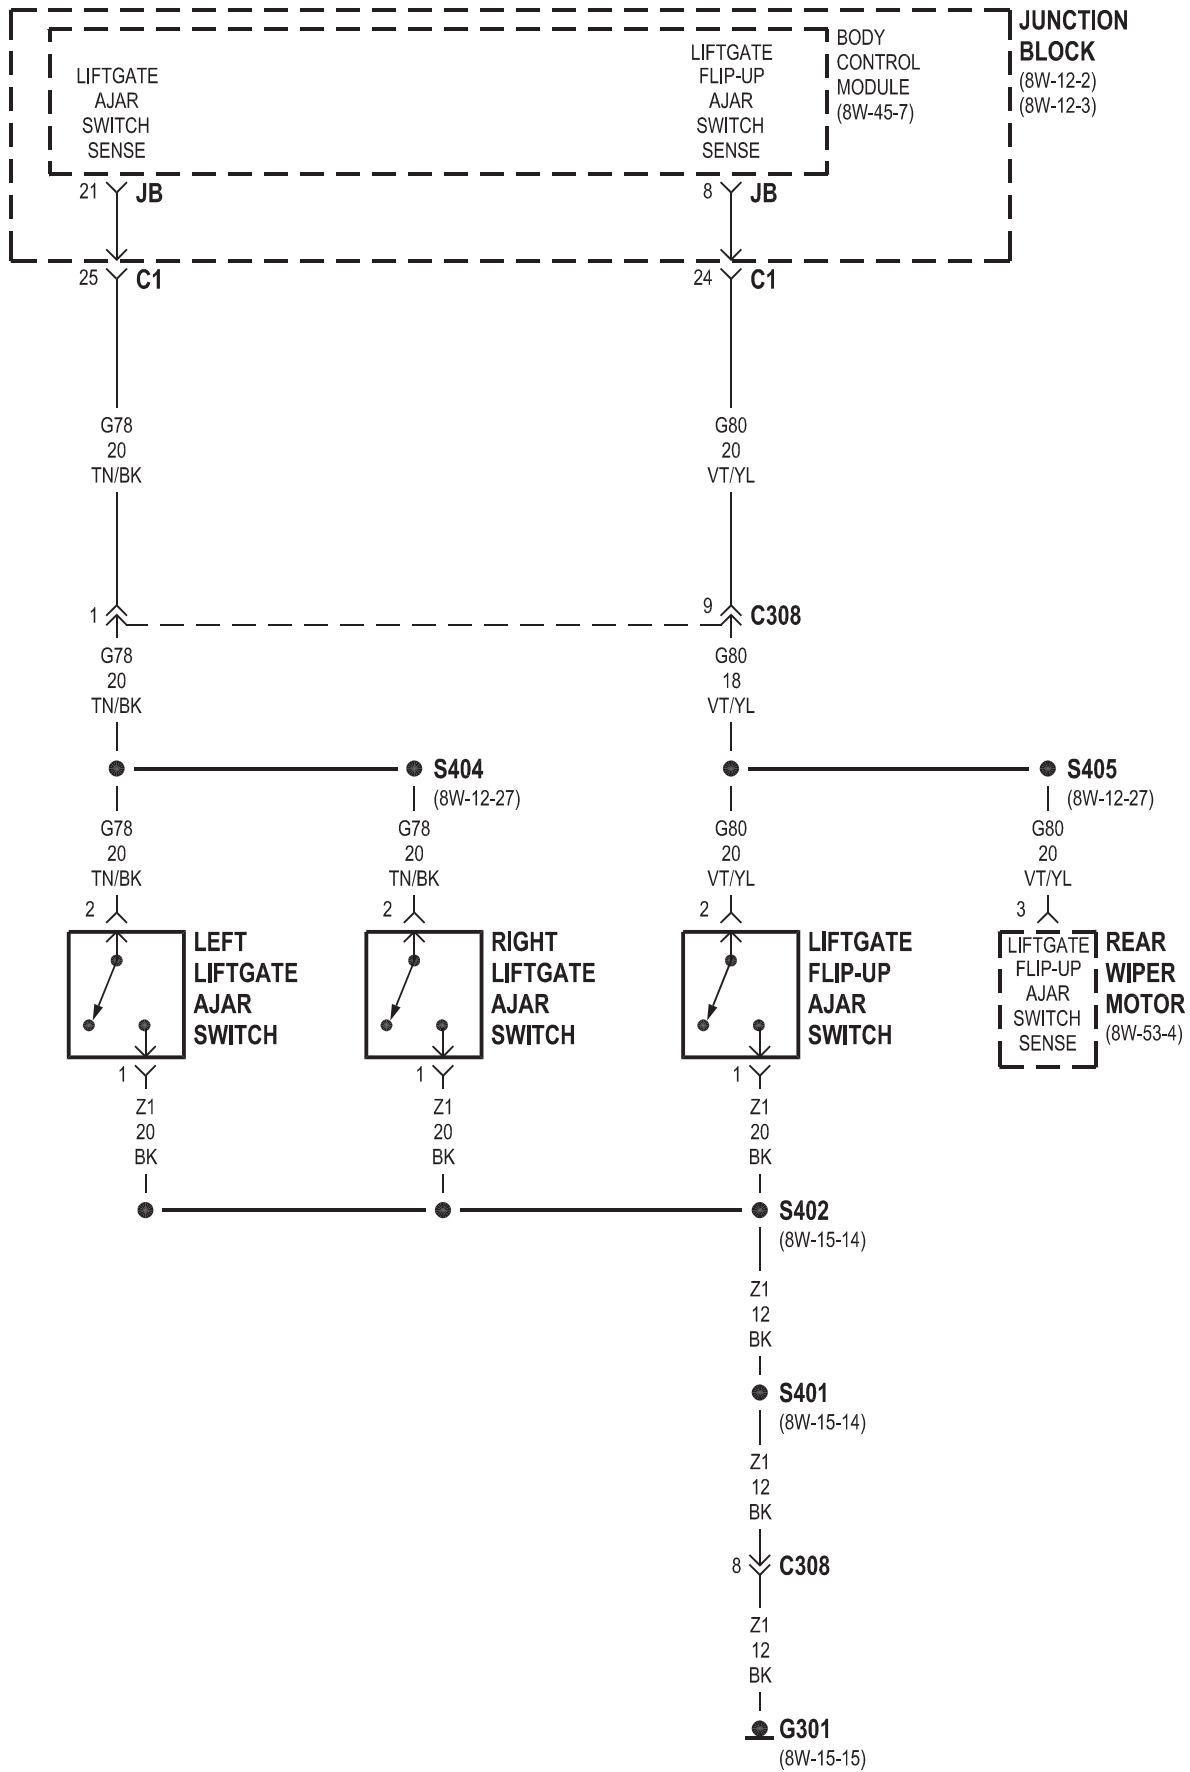 JUNCTION
BLOCK
(8W-12-2)
(8W-12-3)
BODY
CONTROL
MODULE
(8W-45-7)
LIFTGATE
AJAR
SWITCH
SENSE
LIFTGATE
FLIP-UP
AJAR
SWITCH
SENSE
21 JB
8 JB
25 C1
24 C1
G78
20
TN/BK
G80
20
VT/YL
1
9 C308
G78
20
TN/BK
G80
18
VT/YL
S404
(8W-12-27)
S405
(8W-12-27)
G78
20
TN/BK
G78
20
TN/BK
G80
20
VT/YL
G80
20
VT/YL
2
2
2
3
LEFT
LIFTGATE
AJAR
SWITCH
RIGHT
LIFTGATE
AJAR
SWITCH
LIFTGATE
FLIP-UP
AJAR
SWITCH
LIFTGATE
FLIP-UP
AJAR
SWITCH
SENSE
REAR
WIPER
MOTOR
(8W-53-4)
1
1
1
Z1
20
BK
Z1
20
BK
Z1
20
BK
S402
(8W-15-14)
Z1
12
BK
S401
(8W-15-14)
Z1
12
BK
8 C308
Z1
12
BK
G301
(8W-15-15)